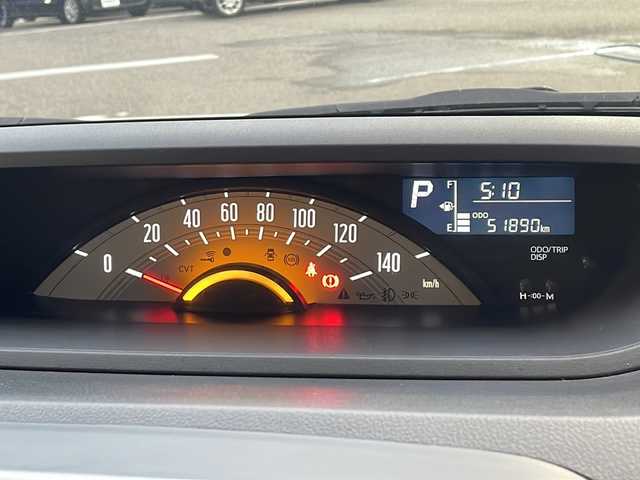 0 20 40 60 80 100 120 140
km/h
CVT
P
F
5:10
E
ODO
51890km
ODO/TRIP
DISP
H -:00- M